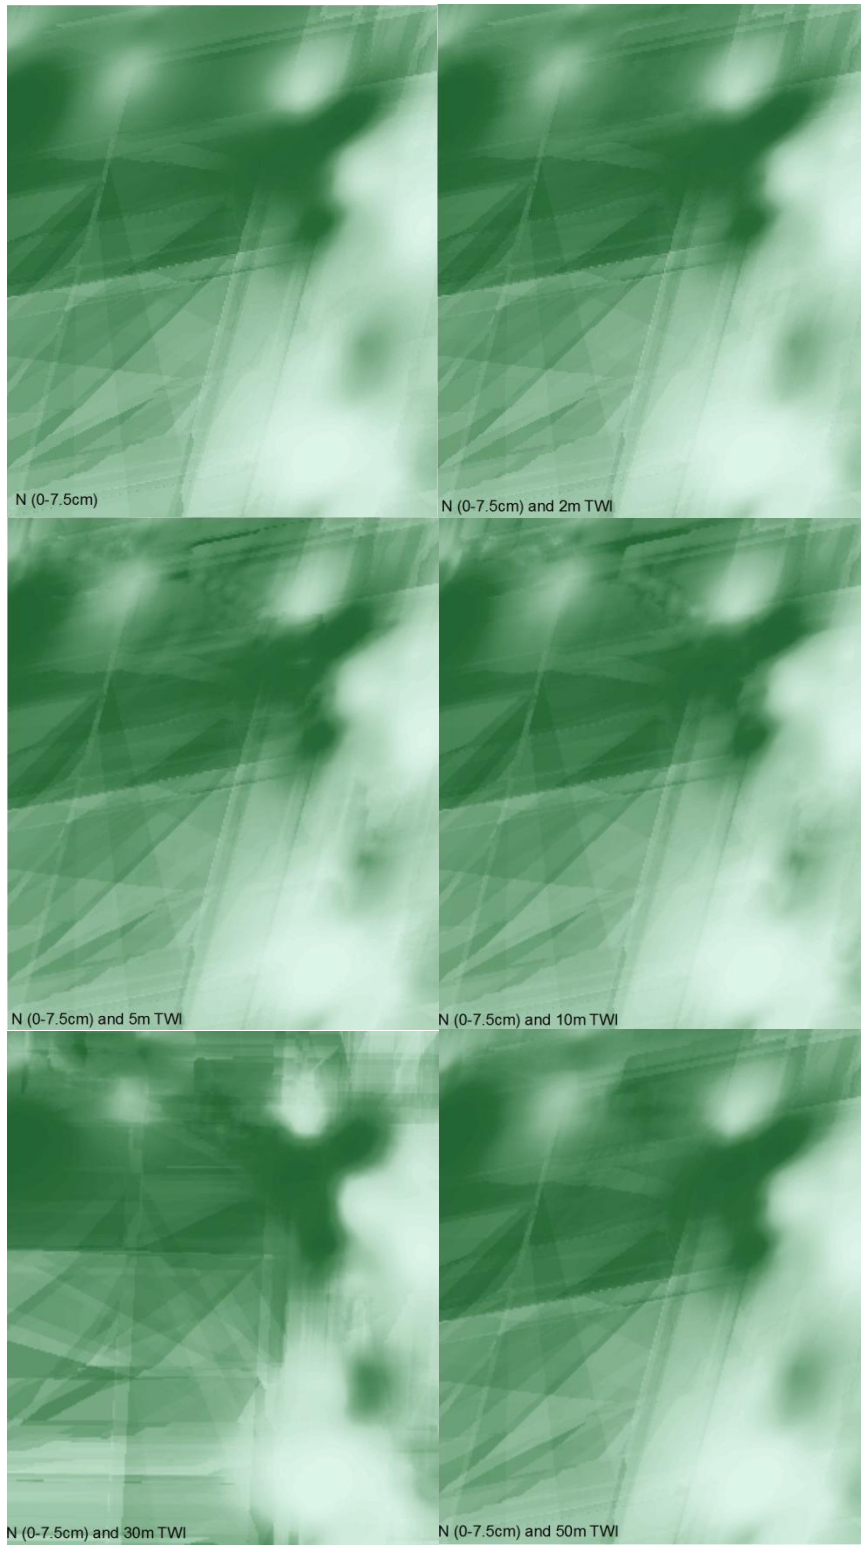 N (0-7.5cm)
N (0-7.5cm) and 2m TWI
N (0-7.5cm) and 5m TWI
N (0-7.5cm) and 10m TWI
N (0-7.5cm) and 30m TWI
N (0-7.5cm) and 50m TWI